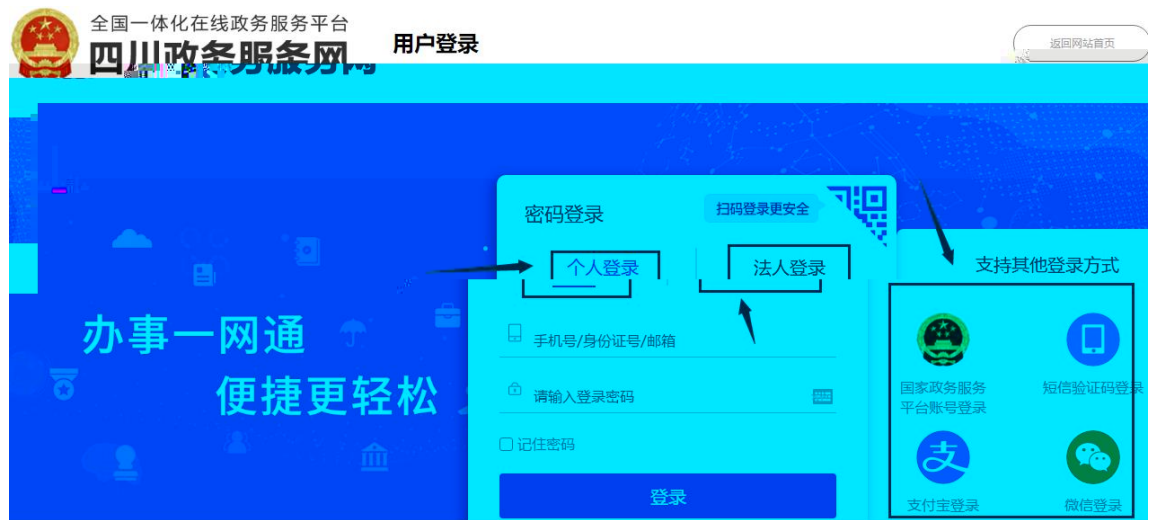 全国一体化在线政务服务平台
四川政务服务网
用户登录
返回网站首页
密码登录
扫码登录更安全
个人登录
法人登录
支持其他登录方式
办事一网通
便捷更轻松
手机号/身份证号/邮箱
请输入登录密码
记住密码
登录
国家政务服务
平台账号登录
短信验证码登录
支付宝登录
微信登录